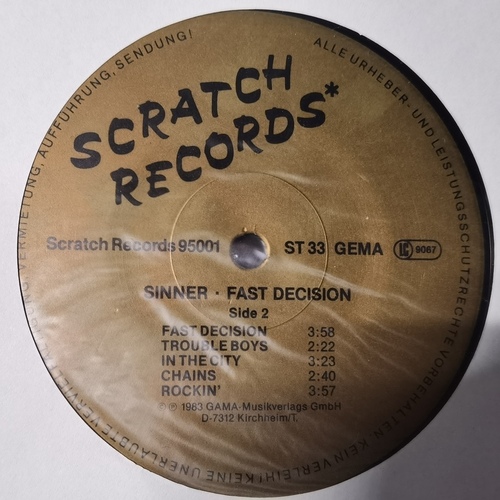 SCRATCH
RECORDS*
Scratch Records 95001
ST 33 GEMA LC 9067
SINNER · FAST DECISION
Side 2
FAST DECISION 3:58
TROUBLE BOYS 2:22
IN THE CITY 3:23
CHAINS 2:40
ROCKIN' 3:57
© ℗ 1983 GAMA-Musikverlags GmbH
D-7312 Kirchheim/T.
ALLE URHEBER- UND LEISTUNGSSCHUTZRECHTE VORBEHALTEN. KEIN VERLEIH! KEINE UNERLAUBTE VERVIEL VERMIETUNG, AUFFÜHRUNG, SENDUNG!